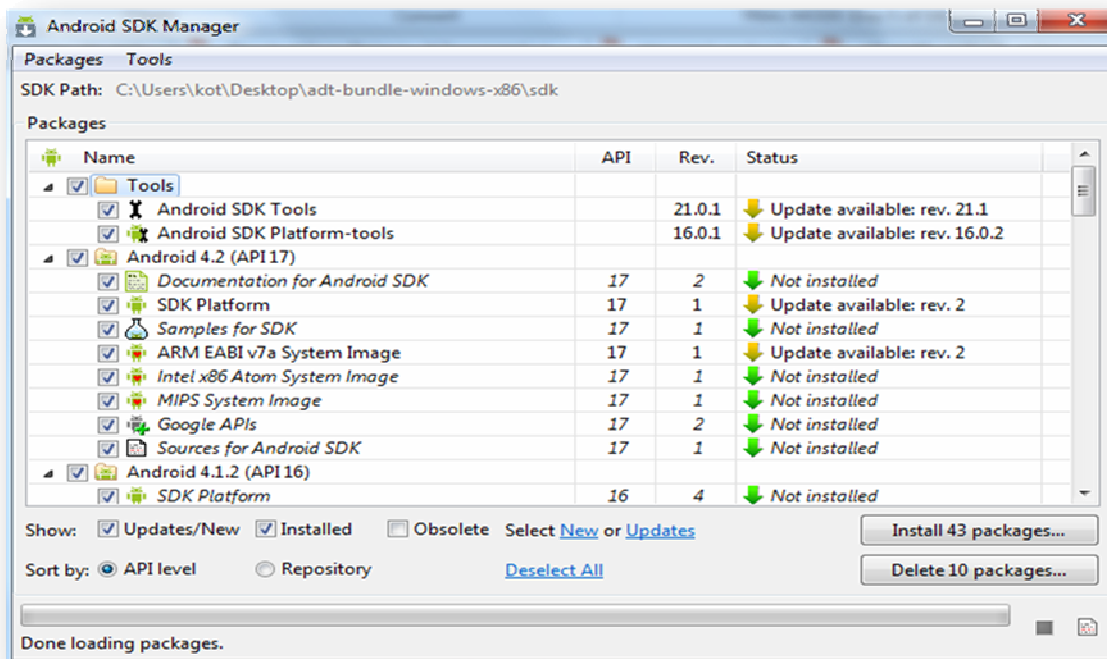 Android SDK Manager
Packages Tools
SDK Path: C:\Users\kot\Desktop\adt-bundle-windows-x86\sdk
Packages
Name API Rev. Status
Tools
Android SDK Tools 21.0.1 Update available: rev. 21.1
Android SDK Platform-tools 16.0.1 Update available: rev. 16.0.2
Android 4.2 (API 17)
Documentation for Android SDK 17 2 Not installed
SDK Platform 17 1 Update available: rev. 2
Samples for SDK 17 1 Not installed
ARM EABI v7a System Image 17 1 Update available: rev. 2
Intel x86 Atom System Image 17 1 Not installed
MIPS System Image 17 1 Not installed
Google APIs 17 2 Not installed
Sources for Android SDK 17 1 Not installed
Android 4.1.2 (API 16)
SDK Platform 16 4 Not installed
Show: Updates/New Installed Obsolete Select New or Updates Install 43 packages...
Sort by: API level Repository Deselect All Delete 10 packages...
Done loading packages.